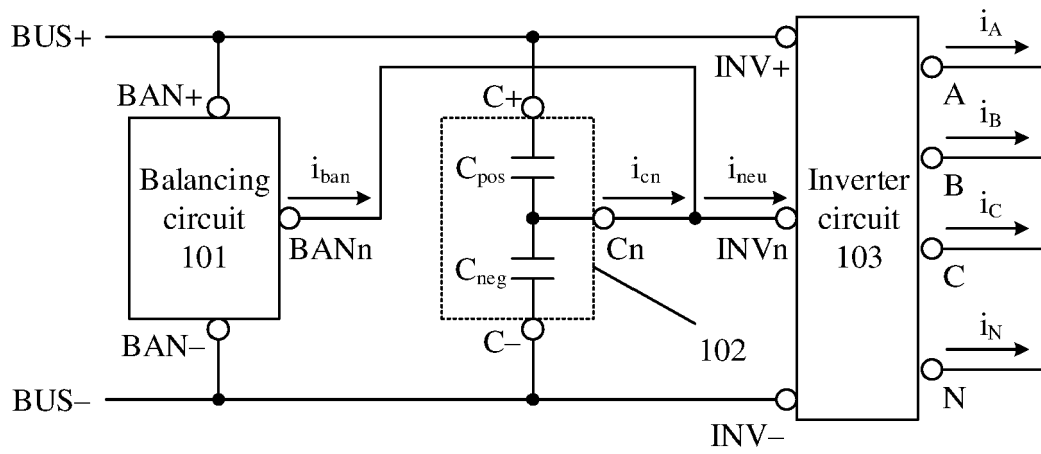 BUS+
BAN+
Balancing
circuit
101
i_ban
BANn
BAN–
BUS–
C+
C_pos
C_neg
C–
i_cn
Cn
102
i_neu
INV+
INVn
INV–
Inverter
circuit
103
i_A
A
i_B
B
i_C
C
i_N
N